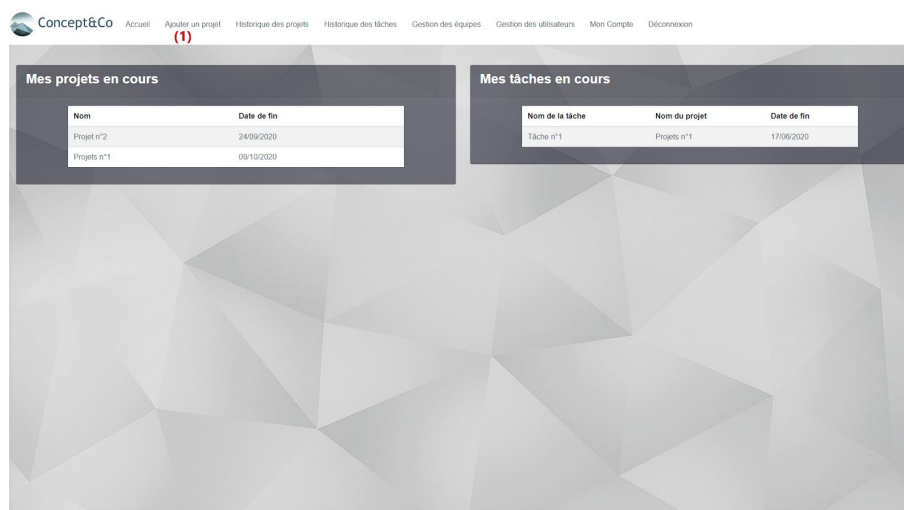 Concept&Co Accueil Ajouter un projet Historique des projets Historique des tâches Gestion des équipes Gestion des utilisateurs Mon Compte Déconnexion
(1)
Mes projets en cours
Nom Date de fin
Projet n°2 24/09/2020
Projets n°1 09/10/2020
Mes tâches en cours
Nom de la tâche Nom du projet Date de fin
Tâche n°1 Projets n°1 17/06/2020